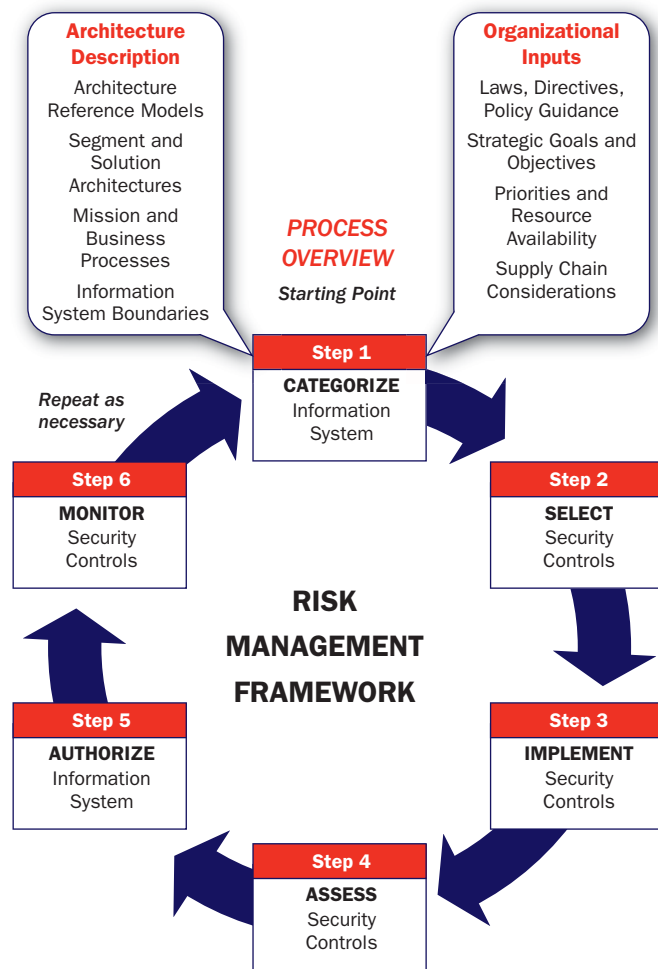 Architecture
Description
Architecture
Reference Models
Segment and
Solution
Architectures
Mission and
Business
Processes
Information
System Boundaries
Organizational
Inputs
Laws, Directives,
Policy Guidance
Strategic Goals and
Objectives
Priorities and
Resource
Availability
Supply Chain
Considerations
PROCESS
OVERVIEW
Starting Point
Step 1
CATEGORIZE
Information
System
Repeat as
necessary
Step 2
SELECT
Security
Controls
Step 3
IMPLEMENT
Security
Controls
Step 4
ASSESS
Security
Controls
Step 5
AUTHORIZE
Information
System
Step 6
MONITOR
Security
Controls
RISK
MANAGEMENT
FRAMEWORK